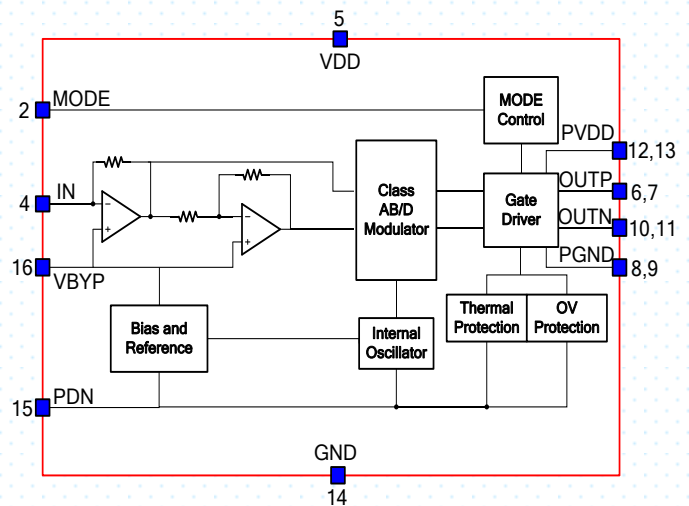 5
VDD
2
MODE
MODE
Control
PVDD
12,13
4
IN
-
+
-
+
Class
AB/D
Modulator
Gate
Driver
OUTP
6,7
OUTN
10,11
PGND
8,9
16
VBYP
Bias and
Reference
Internal
Oscillator
Thermal
Protection
OV
Protection
15
PDN
GND
14